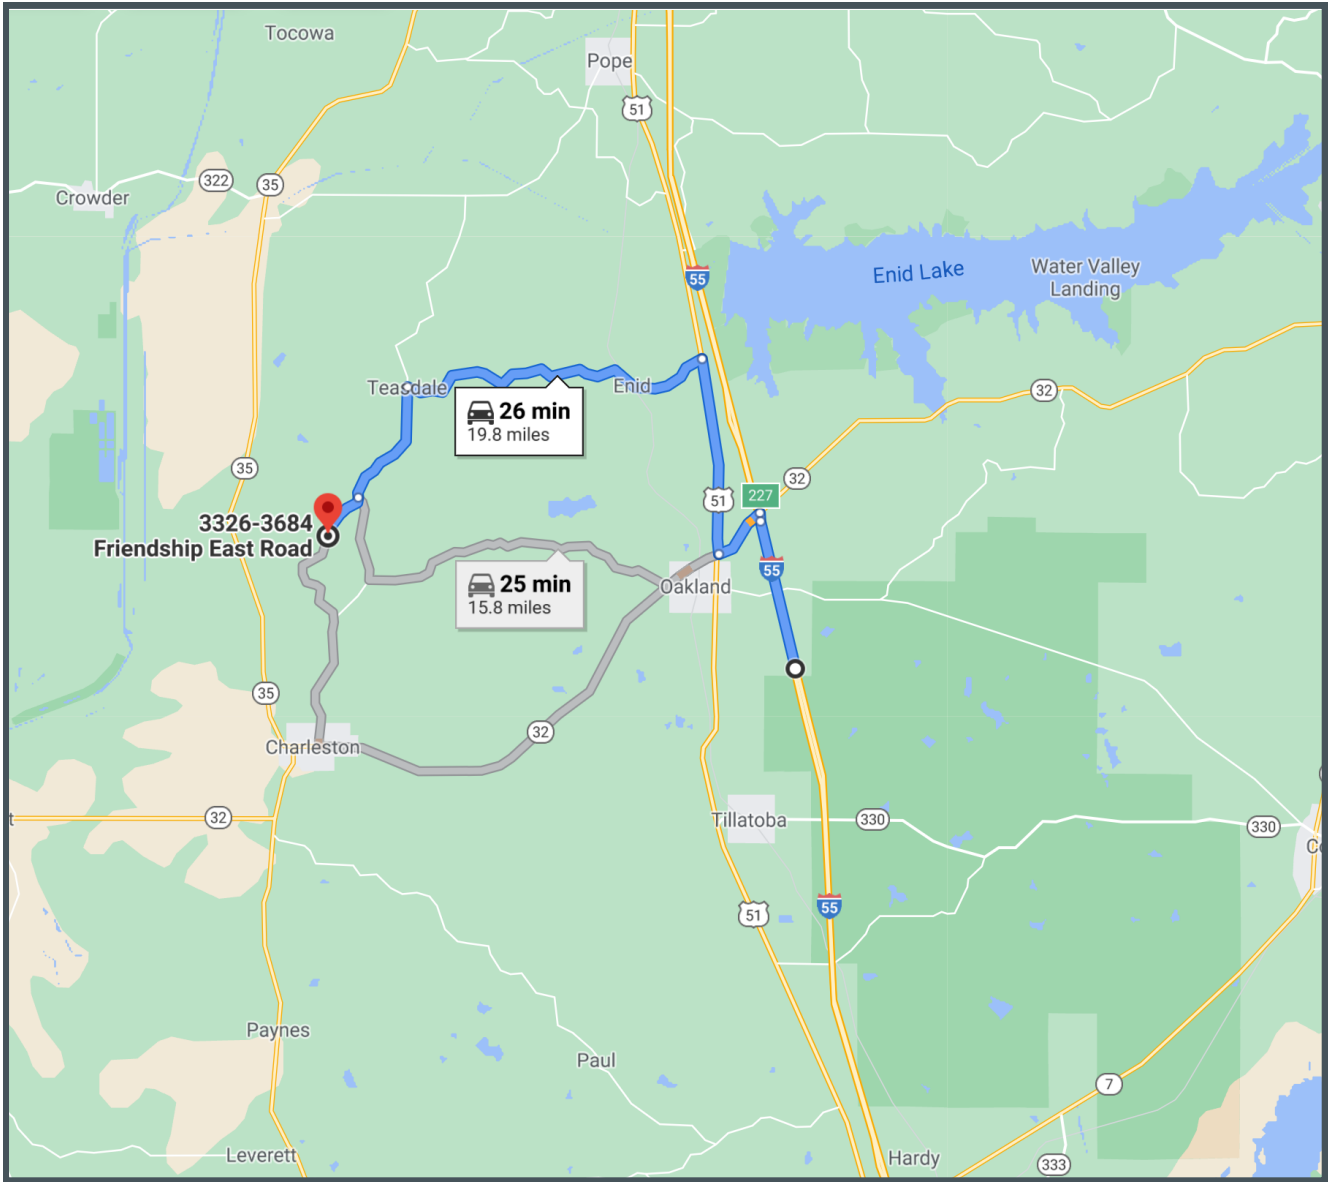 Tocowa
Pope
51
322
35
Crowder
55
Enid Lake
Water Valley
Landing
Teasdale
Enid
32
26 min
19.8 miles
35
32
51
227
3326-3684
Friendship East Road
55
25 min
15.8 miles
Oakland
35
32
Charleston
32
Tillatoba
330
330
55
51
Paynes
Paul
7
Leverett
Hardy
333